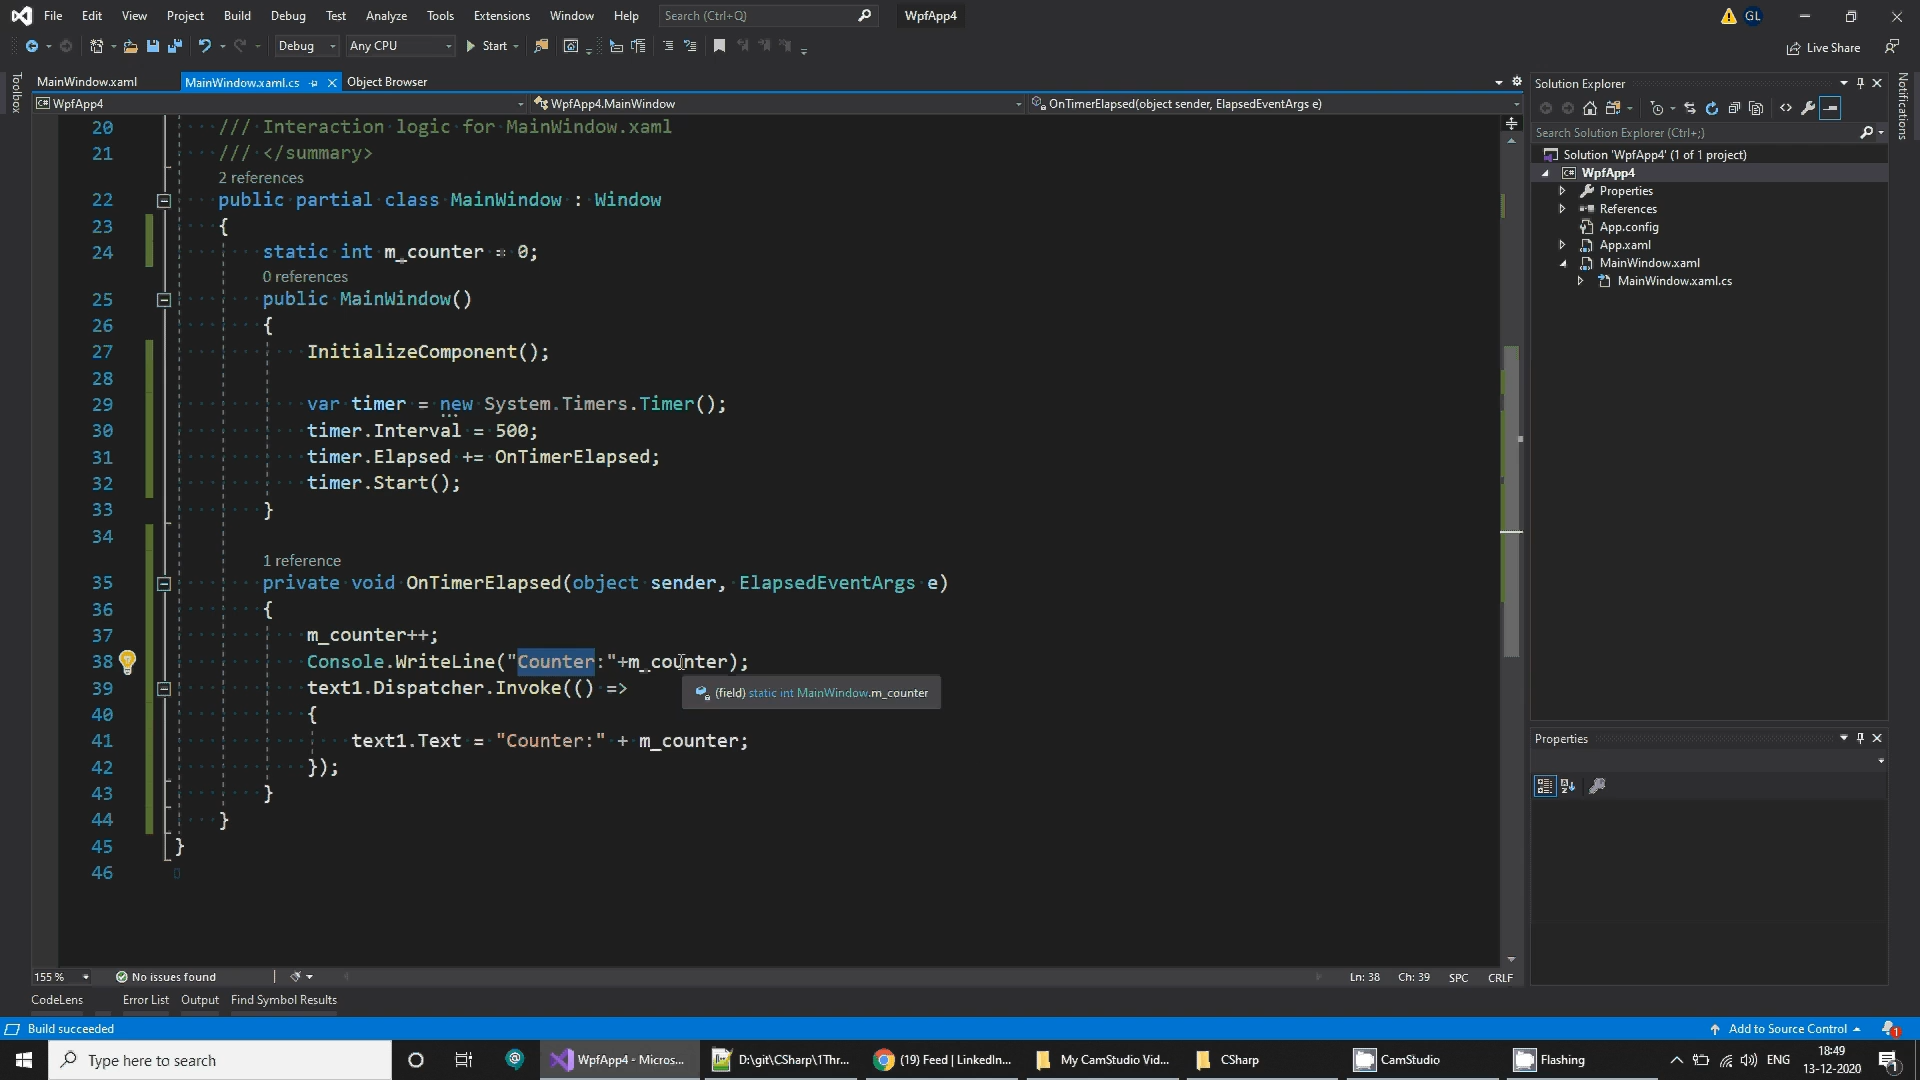 File Edit View Project Build Debug Test Analyze Tools Extensions Window Help Search (Ctrl+Q) WpfApp4 GL
Debug Any CPU Start Live Share
Toolbox
MainWindow.xaml MainWindow.xaml.cs Object Browser
WpfApp4 WpfApp4.MainWindow OnTimerElapsed(object sender, ElapsedEventArgs e)
20 /// Interaction logic for MainWindow.xaml
21 /// </summary>
2 references
22 public partial class MainWindow : Window
23 {
24 static int m_counter = 0;
0 references
25 public MainWindow()
26 {
27 InitializeComponent();
28
29 var timer = new System.Timers.Timer();
30 timer.Interval = 500;
31 timer.Elapsed += OnTimerElapsed;
32 timer.Start();
33 }
34
1 reference
35 private void OnTimerElapsed(object sender, ElapsedEventArgs e)
36 {
37 m_counter++;
38 Console.WriteLine("Counter:"+m_counter);
39 text1.Dispatcher.Invoke(() =>
(field) static int MainWindow.m_counter
40 {
41 text1.Text = "Counter:" + m_counter;
42 });
43 }
44 }
45 }
46
155 % No issues found Ln: 38 Ch: 39 SPC CRLF
CodeLens Error List Output Find Symbol Results
Solution Explorer
Search Solution Explorer (Ctrl+;)
Solution 'WpfApp4' (1 of 1 project)
C# WpfApp4
Properties
References
App.config
App.xaml
MainWindow.xaml
MainWindow.xaml.cs
Properties
Notifications
Build succeeded Add to Source Control 1
Type here to search WpfApp4 - Micros... D:\git\CSharp\1Thr... (19) Feed | LinkedIn... My CamStudio Vid... CSharp CamStudio Flashing ENG 18:49
13-12-2020 1